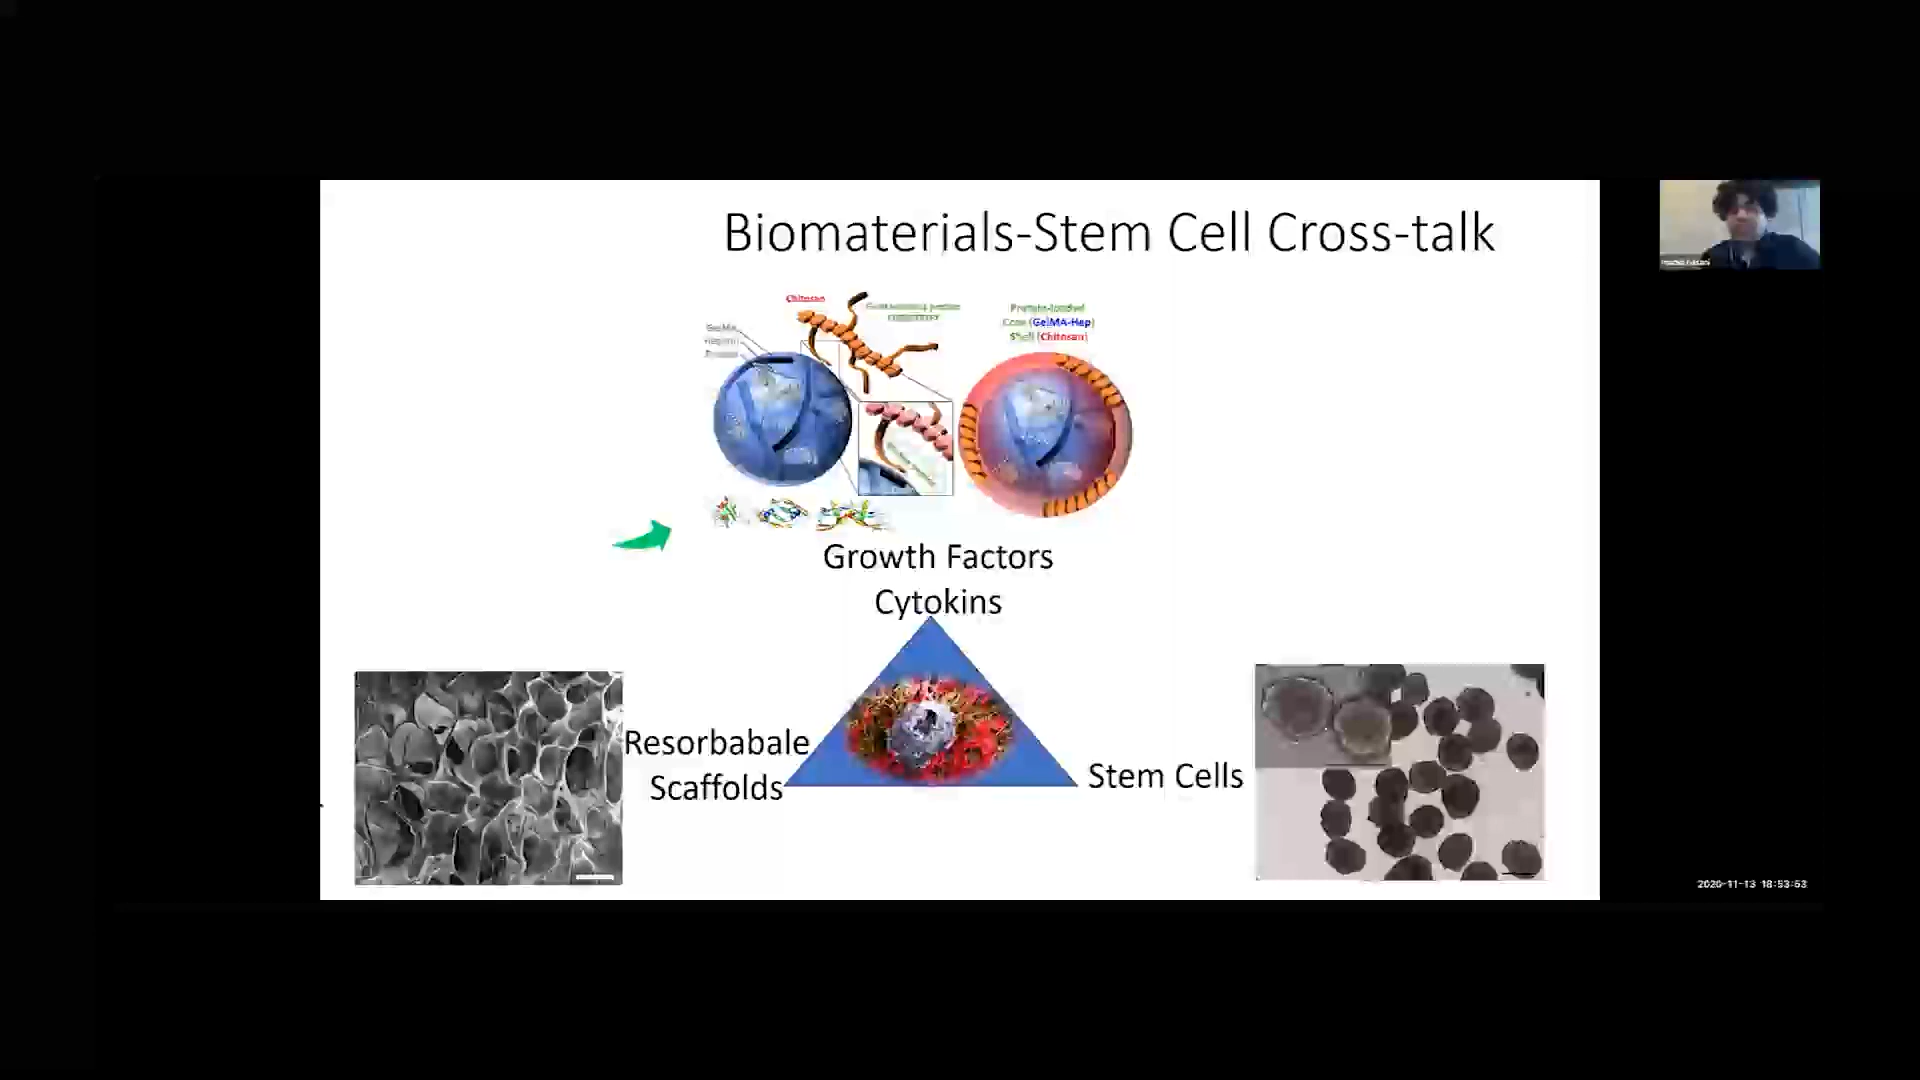 Biomaterials-Stem Cell Cross-talk
Chitosan
GelMA
Protein-loaded
Core (GelMA-Hep)
Shell (Chitosan)
Growth Factors
Cytokins
Resorbabale
Scaffolds
Stem Cells
2020-11-13 18:53:53